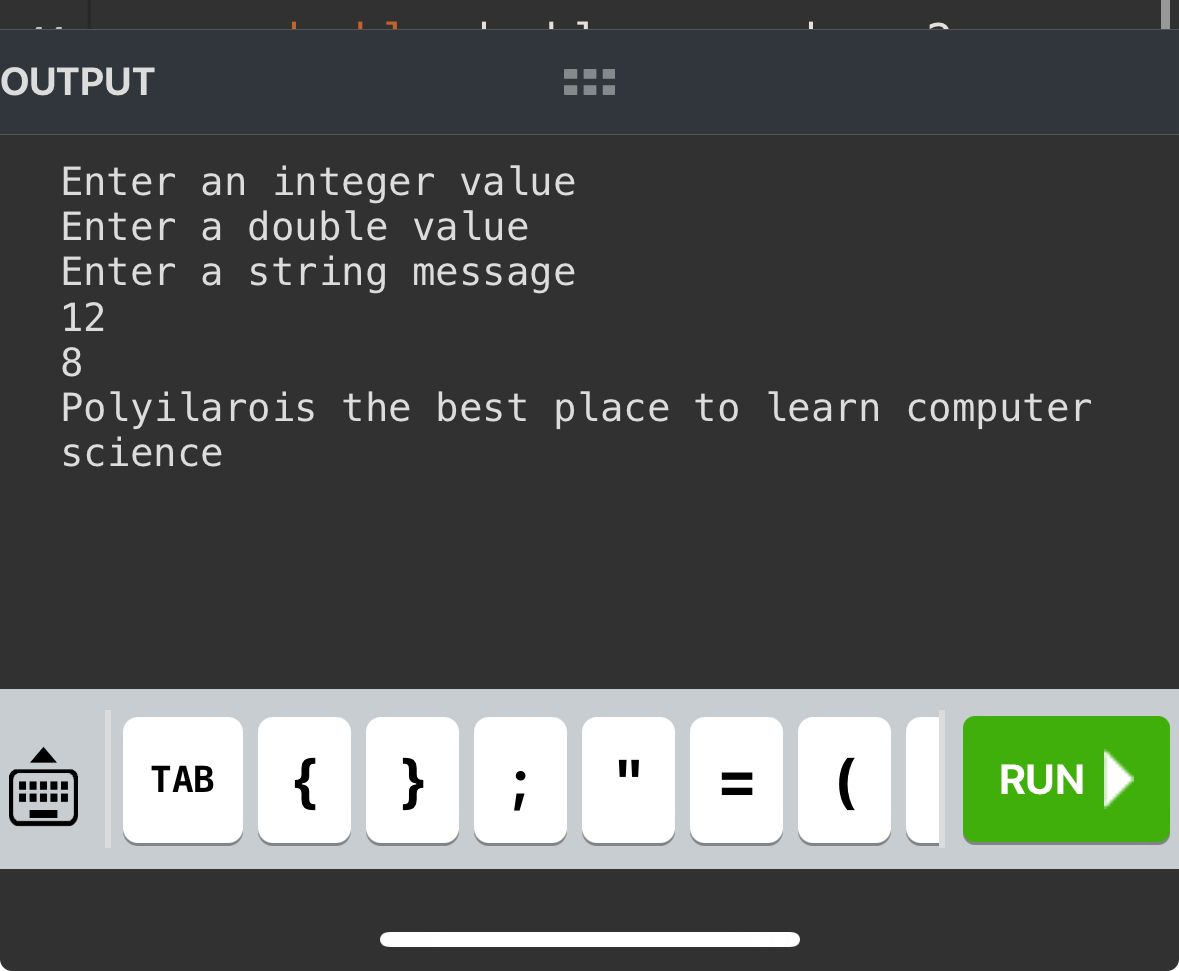 OUTPUT
Enter an integer value
Enter a double value
Enter a string message
12
8
Polyilarois the best place to learn computer
science
TAB { } ; " = ( RUN